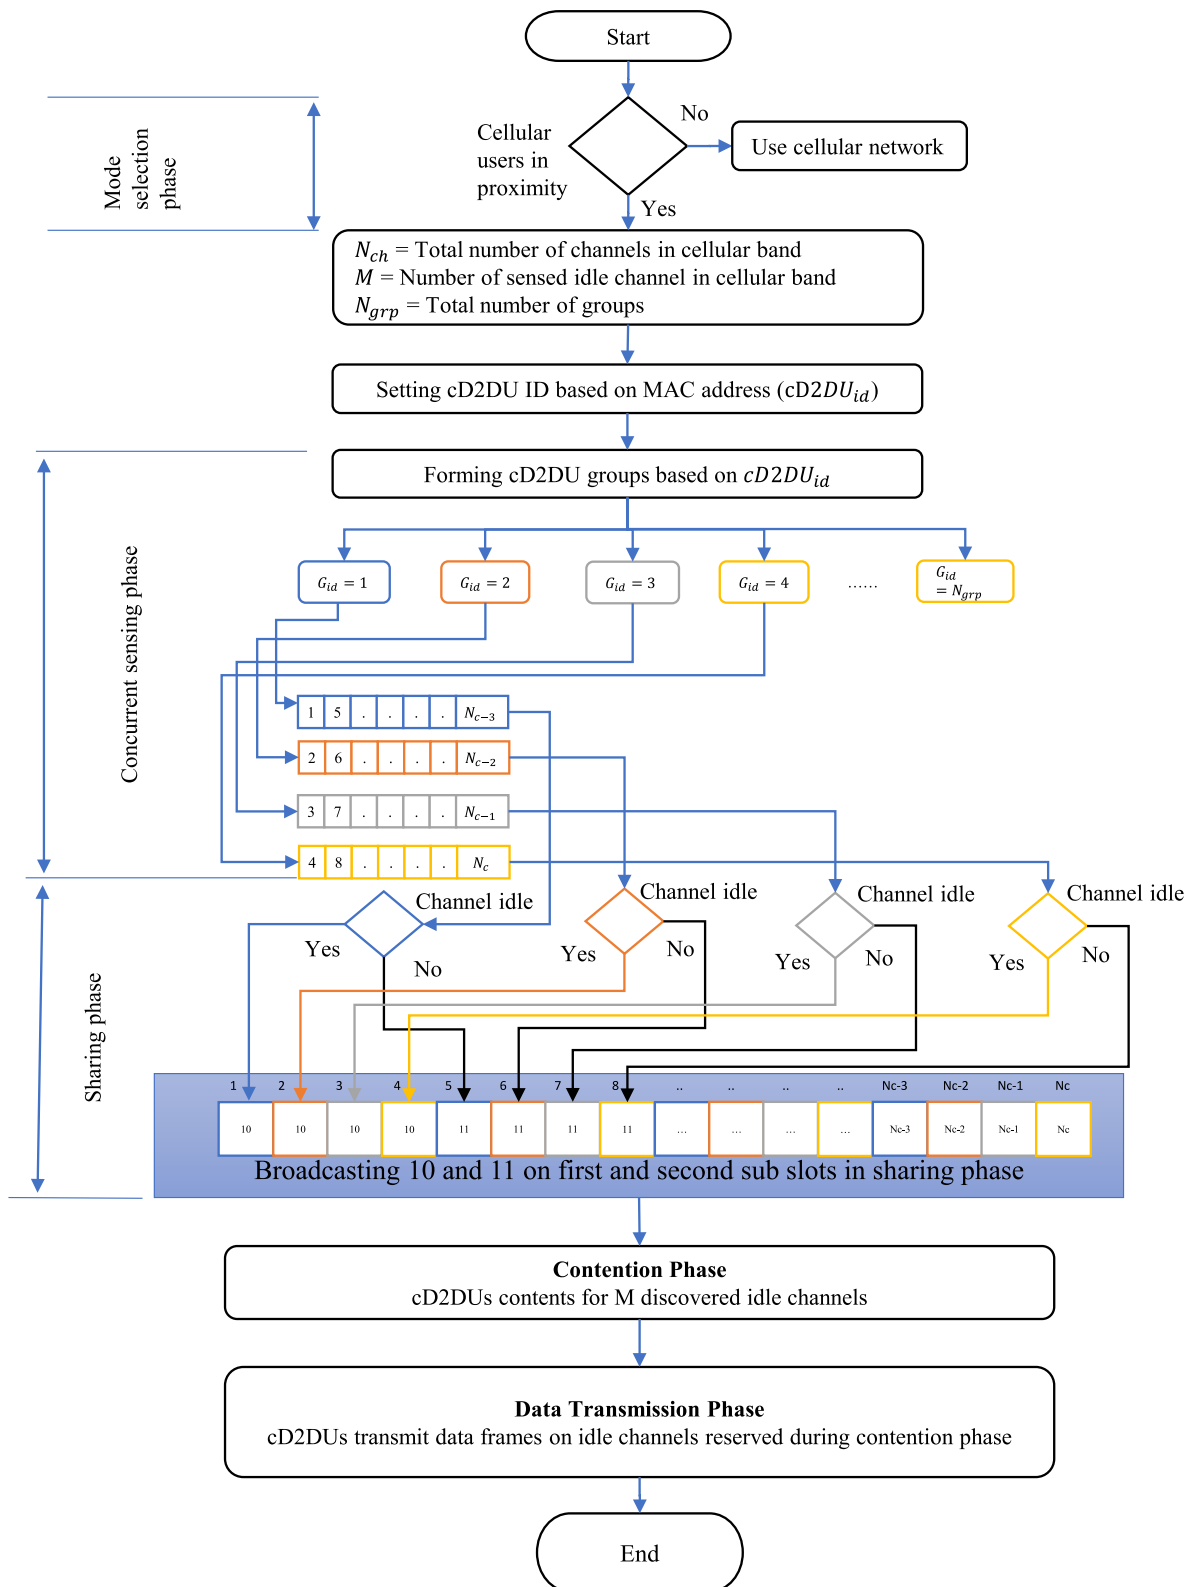 Start
No
Cellular
users in
proximity
Use cellular network
Yes
Mode
selection
phase
N_ch = Total number of channels in cellular band
M = Number of sensed idle channel in cellular band
N_grp = Total number of groups
Setting cD2DU ID based on MAC address (cD2DU_id)
Forming cD2DU groups based on cD2DU_id
Concurrent sensing phase
G_id = 1
G_id = 2
G_id = 3
G_id = 4
......
G_id
= N_grp
1 5 . . . . N_c−3
2 6 . . . . N_c−2
3 7 . . . . N_c−1
4 8 . . . . N_c
Sharing phase
Channel idle
Yes
No
Channel idle
Yes
No
Channel idle
Yes
No
Channel idle
Yes
No
1 2 3 4 5 6 7 8 .. .. .. .. Nc-3 Nc-2 Nc-1 Nc
10 10 10 10 11 11 11 11 ... ... ... ... Nc-3 Nc-2 Nc-1 Nc
Broadcasting 10 and 11 on first and second sub slots in sharing phase
Contention Phase
cD2DUs contents for M discovered idle channels
Data Transmission Phase
cD2DUs transmit data frames on idle channels reserved during contention phase
End